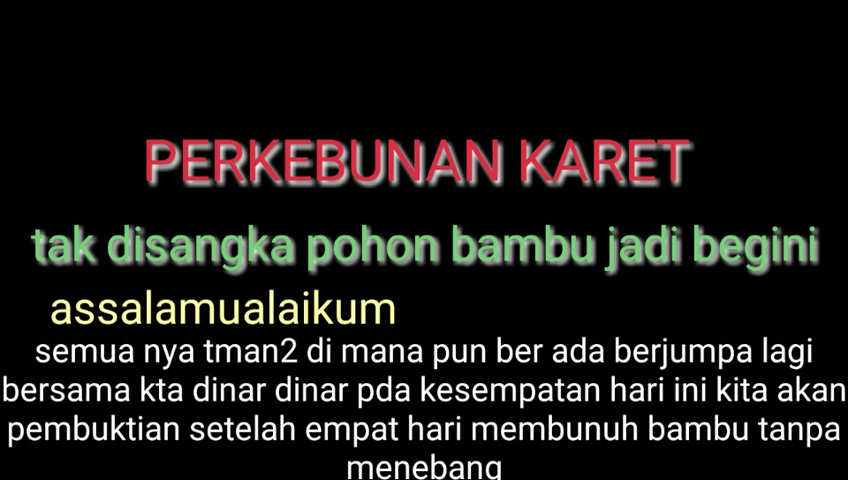 PERKEBUNAN KARET
tak disangka pohon bambu jadi begini
assalamualaikum
semua nya tman2 di mana pun ber ada berjumpa lagi
bersama kta dinar dinar pda kesempatan hari ini kita akan
pembuktian setelah empat hari membunuh bambu tanpa
menebang